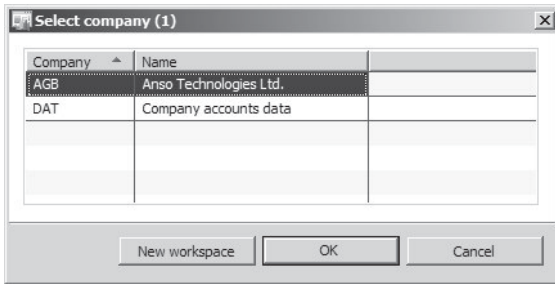 Select company (1)
Company Name
AGB Anso Technologies Ltd.
DAT Company accounts data
New workspace OK Cancel